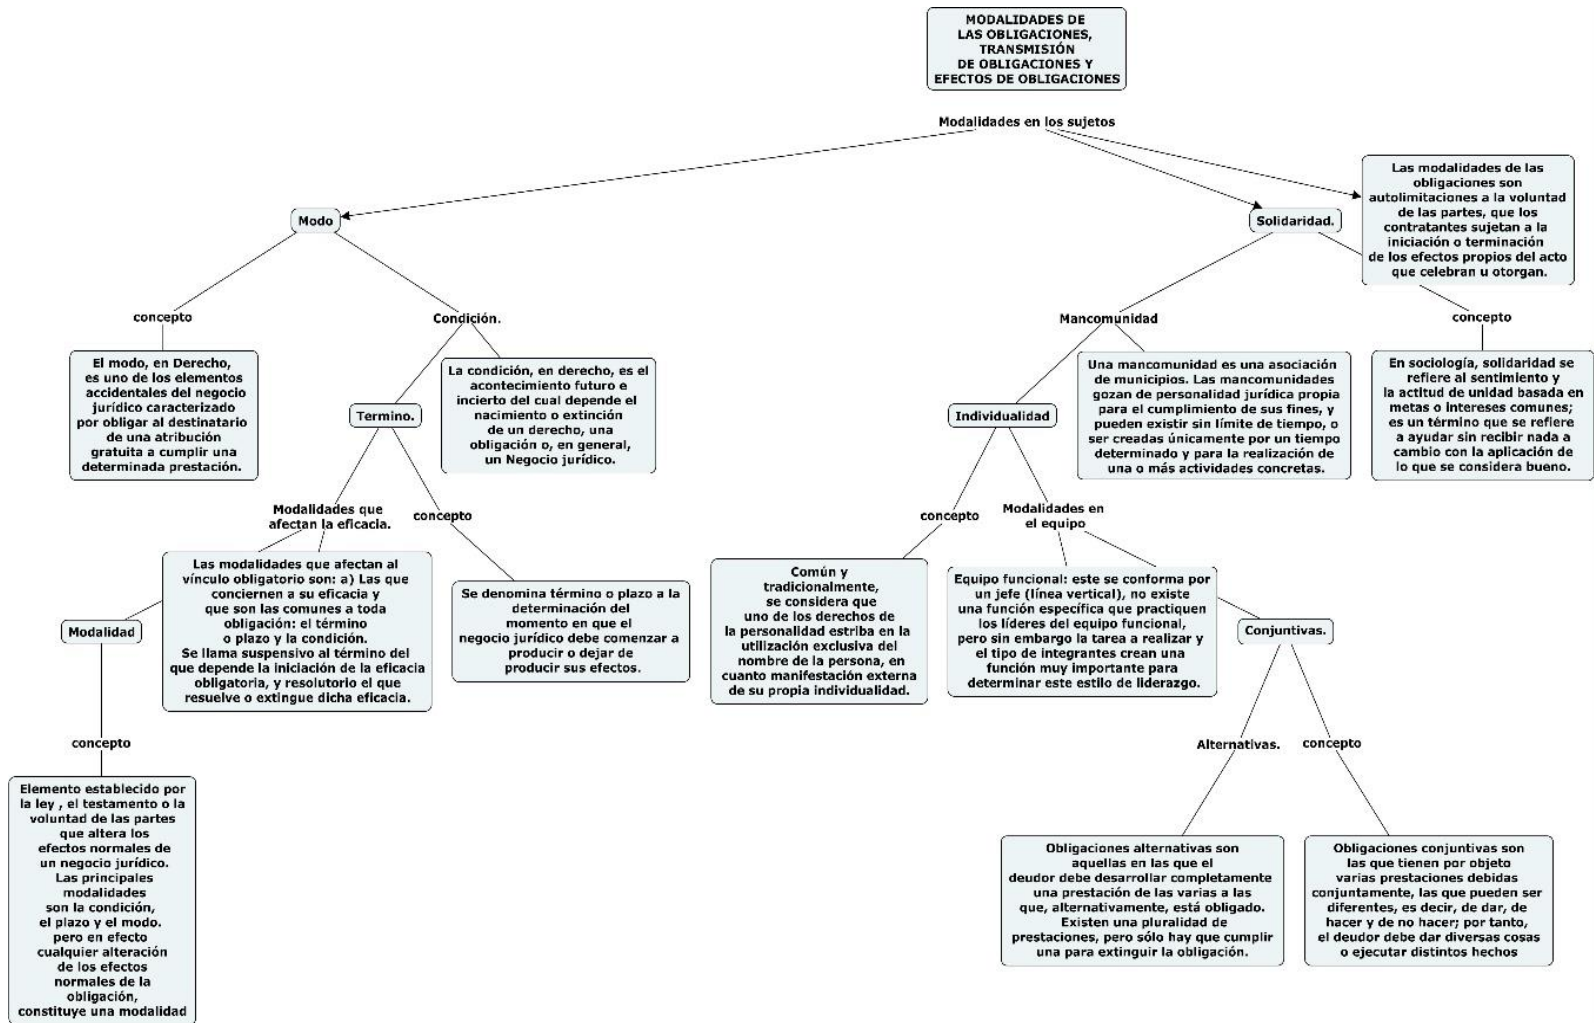 MODALIDADES DE
LAS OBLIGACIONES,
TRANSMISIÓN
DE OBLIGACIONES Y
EFECTOS DE OBLIGACIONES
Modalidades en los sujetos
Las modalidades de las
obligaciones son
autolimitaciones a la voluntad
de las partes, que los
contratantes sujetan a la
iniciación o terminación
de los efectos propios del acto
que celebran u otorgan.
Modo
Solidaridad.
concepto
Condición.
Mancomunidad
concepto
El modo, en Derecho,
es uno de los elementos
accidentales del negocio
jurídico caracterizado
por obligar al destinatario
de una atribución
gratuita a cumplir una
determinada prestación.
La condición, en derecho, es el
acontecimiento futuro e
incierto del cual depende el
nacimiento o extinción
de un derecho, una
obligación o, en general,
un Negocio jurídico.
Una mancomunidad es una asociación
de municipios. Las mancomunidades
gozan de personalidad jurídica propia
para el cumplimiento de sus fines, y
pueden existir sin límite de tiempo, o
ser creadas únicamente por un tiempo
determinado y para la realización de
una o más actividades concretas.
En sociología, solidaridad se
refiere al sentimiento y
la actitud de unidad basada en
metas o intereses comunes;
es un término que se refiere
a ayudar sin recibir nada a
cambio con la aplicación de
lo que se considera bueno.
Termino.
Individualidad
Modalidades que
afectan la eficacia.
concepto
concepto
Modalidades en
el equipo
Las modalidades que afectan al
vínculo obligatorio son: a) Las que
conciernen a su eficacia y
que son las comunes a toda
obligación: el término
o plazo y la condición.
Se llama suspensivo al término del
que depende la iniciación de la eficacia
obligatoria, y resolutorio el que
resuelve o extingue dicha eficacia.
Se denomina término o plazo a la
determinación del
momento en que el
negocio jurídico debe comenzar a
producir o dejar de
producir sus efectos.
Común y
tradicionalmente,
se considera que
uno de los derechos de
la personalidad estriba en la
utilización exclusiva del
nombre de la persona, en
cuanto manifestación externa
de su propia individualidad.
Equipo funcional: este se conforma por
un jefe (línea vertical), no existe
una función específica que practiquen
los líderes del equipo funcional,
pero sin embargo la tarea a realizar y
el tipo de integrantes crean una
función muy importante para
determinar este estilo de liderazgo.
Modalidad
Conjuntivas.
concepto
Alternativas.
concepto
Elemento establecido por
la ley , el testamento o la
voluntad de las partes
que altera los
efectos normales de
un negocio jurídico.
Las principales
modalidades
son la condición,
el plazo y el modo.
pero en efecto
cualquier alteración
de los efectos
normales de la
obligación,
constituye una modalidad
Obligaciones alternativas son
aquellas en las que el
deudor debe desarrollar completamente
una prestación de las varias a las
que, alternativamente, está obligado.
Existen una pluralidad de
prestaciones, pero sólo hay que cumplir
una para extinguir la obligación.
Obligaciones conjuntivas son
las que tienen por objeto
varias prestaciones debidas
conjuntamente, las que pueden ser
diferentes, es decir, de dar, de
hacer y de no hacer; por tanto,
el deudor debe dar diversas cosas
o ejecutar distintos hechos